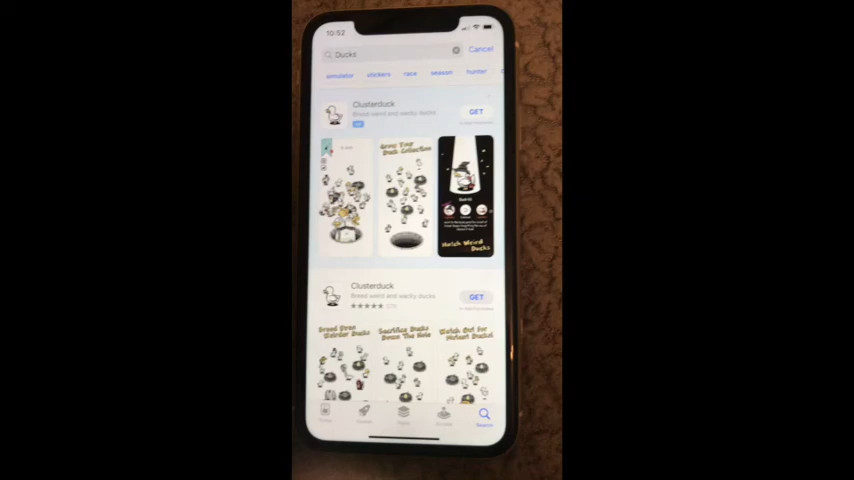 10:52
Ducks
Cancel
simulator stickers race season hunter
Clusterduck
Breed weird and wacky ducks
GET
Ad
Grow Your
Duck Collection
Hatch Weird
Ducks
Clusterduck
Breed weird and wacky ducks
GET
Breed Even
Weirder Ducks
Sacrifice Ducks
Down The Hole
Watch Out for
Mutant Ducks!
Search